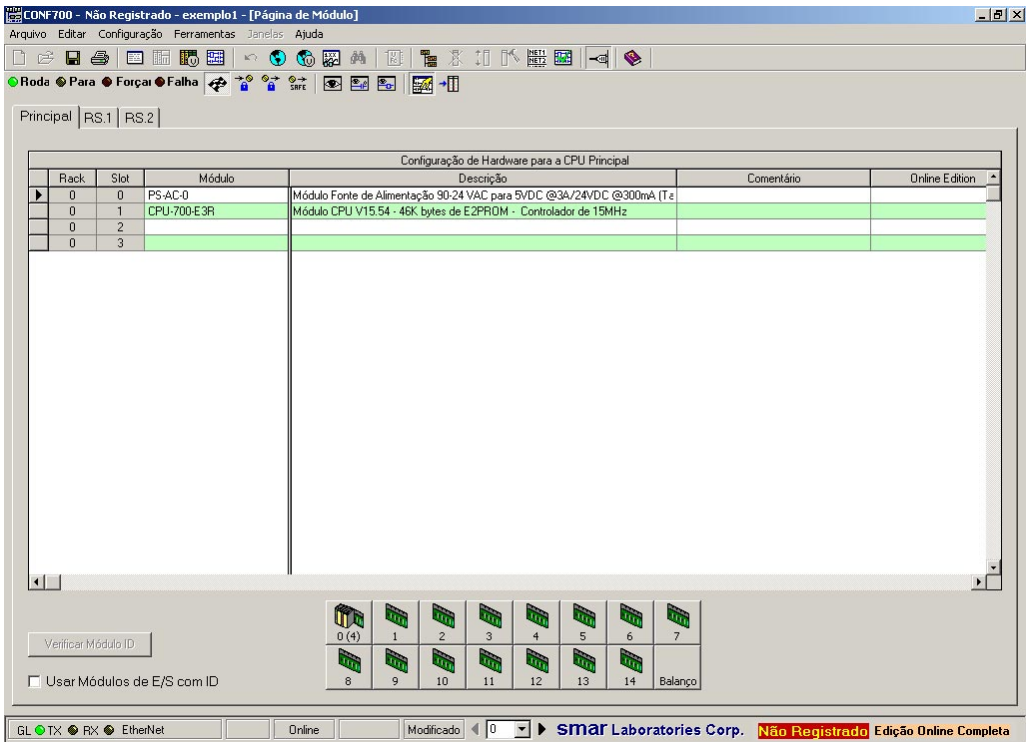 CONF700 - Não Registrado - exemplo1 - [Página de Módulo]
Arquivo Editar Configuração Ferramentas Janelas Ajuda
Roda Para Forçar Falha
SAFE
Principal RS.1 RS.2
Configuração de Hardware para a CPU Principal
Rack Slot Módulo Descrição Comentário Online Edition
0 0 PS-AC-0 Módulo Fonte de Alimentação 90-24 VAC para 5VDC @3A/24VDC @300mA (Ta
0 1 CPU-700-E3R Módulo CPU V15.54 - 46K bytes de E2PROM - Controlador de 15MHz
0 2
0 3
0 (4) 1 2 3 4 5 6 7
Verificar Módulo ID
8 9 10 11 12 13 14 Balanço
Usar Módulos de E/S com ID
GL TX RX EtherNet Online Modificado 0 smar Laboratories Corp. Não Registrado Edição Online Completa